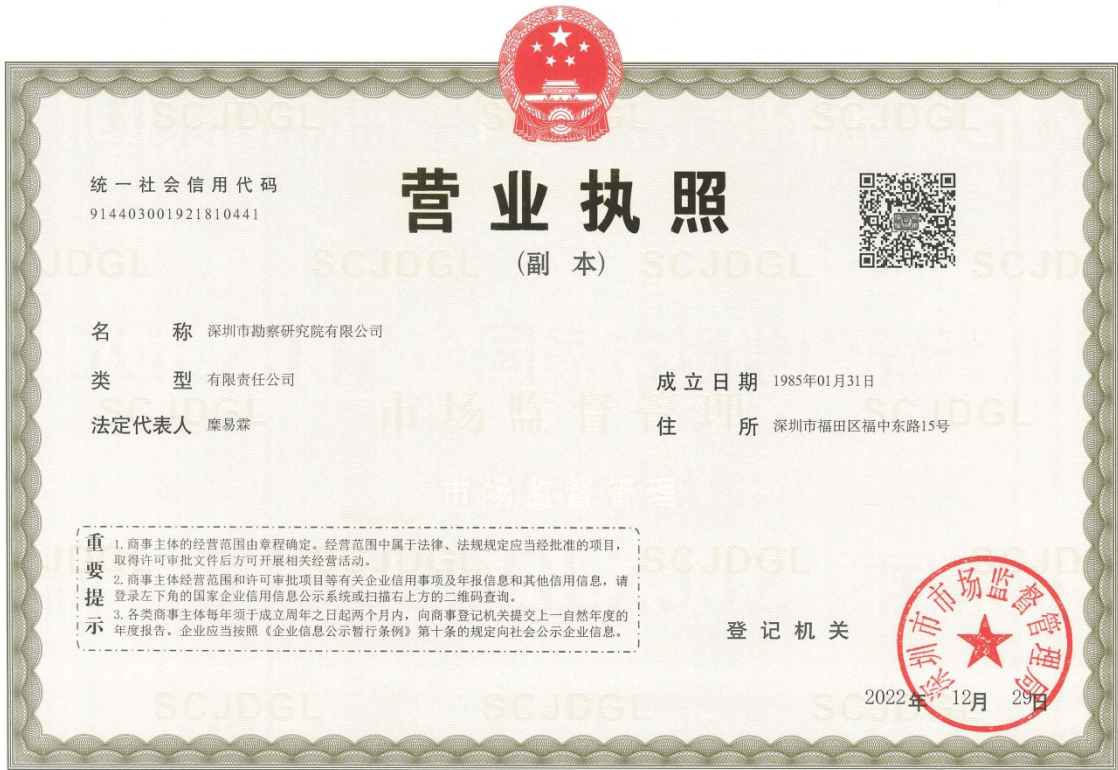 统一社会信用代码
914403001921810441
营业执照
(副 本)
名 称 深圳市勘察研究院有限公司
类 型 有限责任公司
法定代表人 糜易霖
成立日期 1985年01月31日
住 所 深圳市福田区福中东路15号
重要提示
1. 商事主体的经营范围由章程确定。经营范围中属于法律、法规规定应当经批准的项目，
取得许可审批文件后方可开展相关经营活动。
2. 商事主体经营范围和许可审批项目等有关企业信用事项及年报信息和其他信用信息，请
登录左下角的国家企业信用信息公示系统或扫描右上方的二维码查询。
3. 各类商事主体每年须于成立周年之日起两个月内，向商事登记机关提交上一自然年度的
年度报告。企业应当按照《企业信息公示暂行条例》第十条的规定向社会公示企业信息。
登记机关
深圳市市场监督管理局
2022年 12月 29日
SCJDGL
市场监督管理
市场监督管理